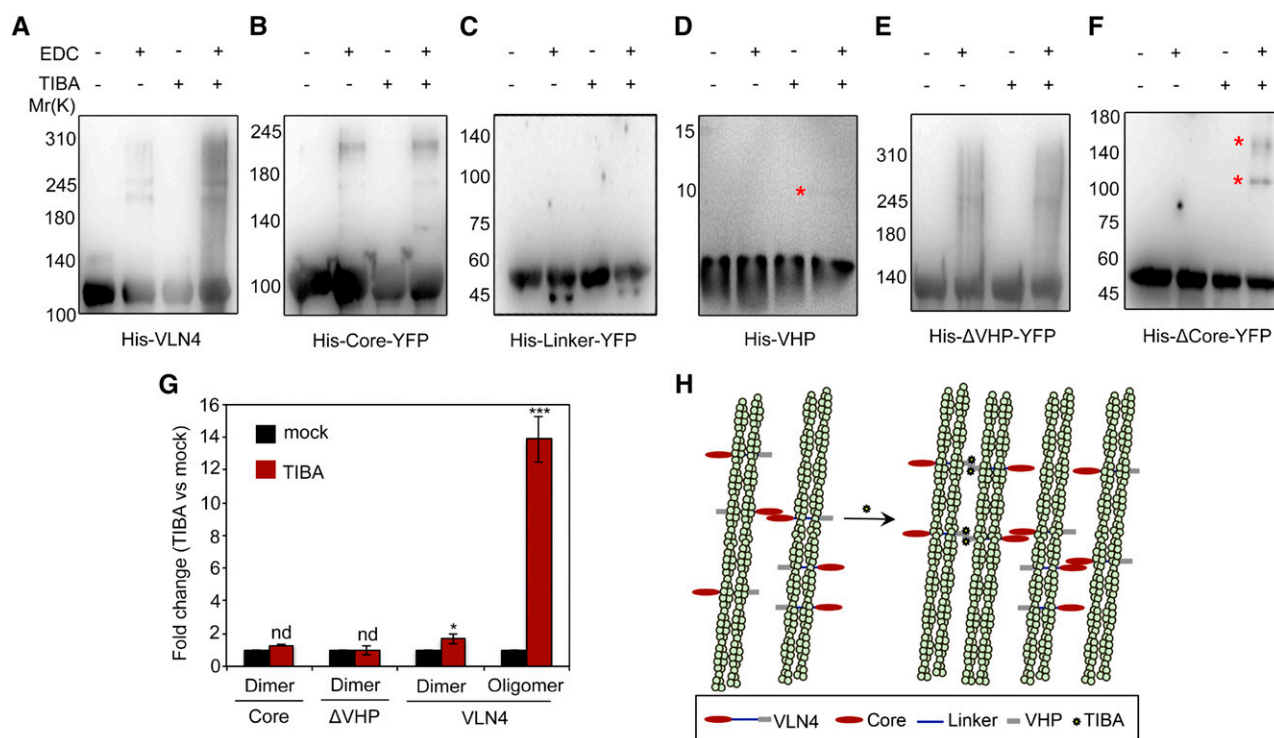 A B C D E F
EDC - + - + - + - + - + - + - + - + - + - + - + - +
TIBA - - + + - - + + - - + + - - + + - - + + - - + +
Mr(K)
310
245
180
140
100
His-VLN4
245
180
140
100
His-Core-YFP
140
100
75
60
45
His-Linker-YFP
15
10
*
His-VHP
310
245
180
140
His-ΔVHP-YFP
180
140
100
75
60
45
*
*
His-ΔCore-YFP
G
Fold change (TIBA vs mock)
16
14
12
10
8
6
4
2
0
mock
TIBA
nd
nd
*
***
Dimer Dimer Dimer Oligomer
Core ΔVHP VLN4
H
VLN4 Core Linker VHP TIBA